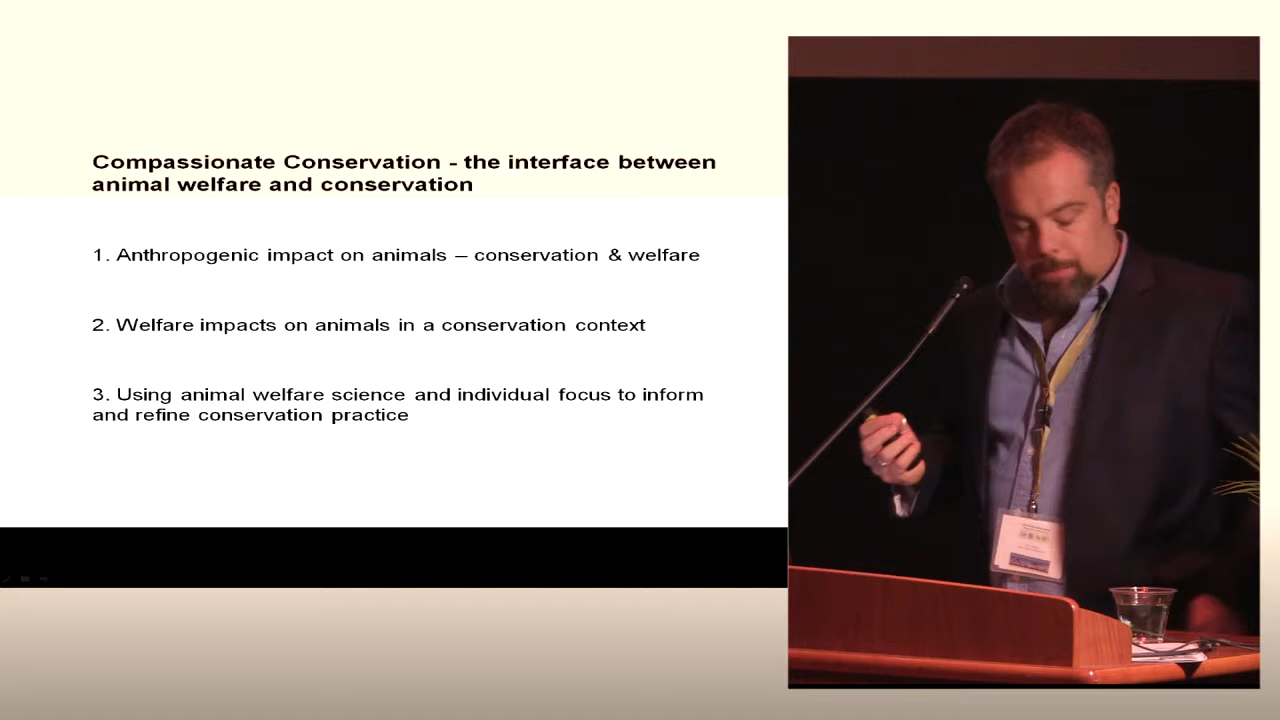 Compassionate Conservation - the interface between
animal welfare and conservation
1. Anthropogenic impact on animals – conservation & welfare
2. Welfare impacts on animals in a conservation context
3. Using animal welfare science and individual focus to inform
and refine conservation practice